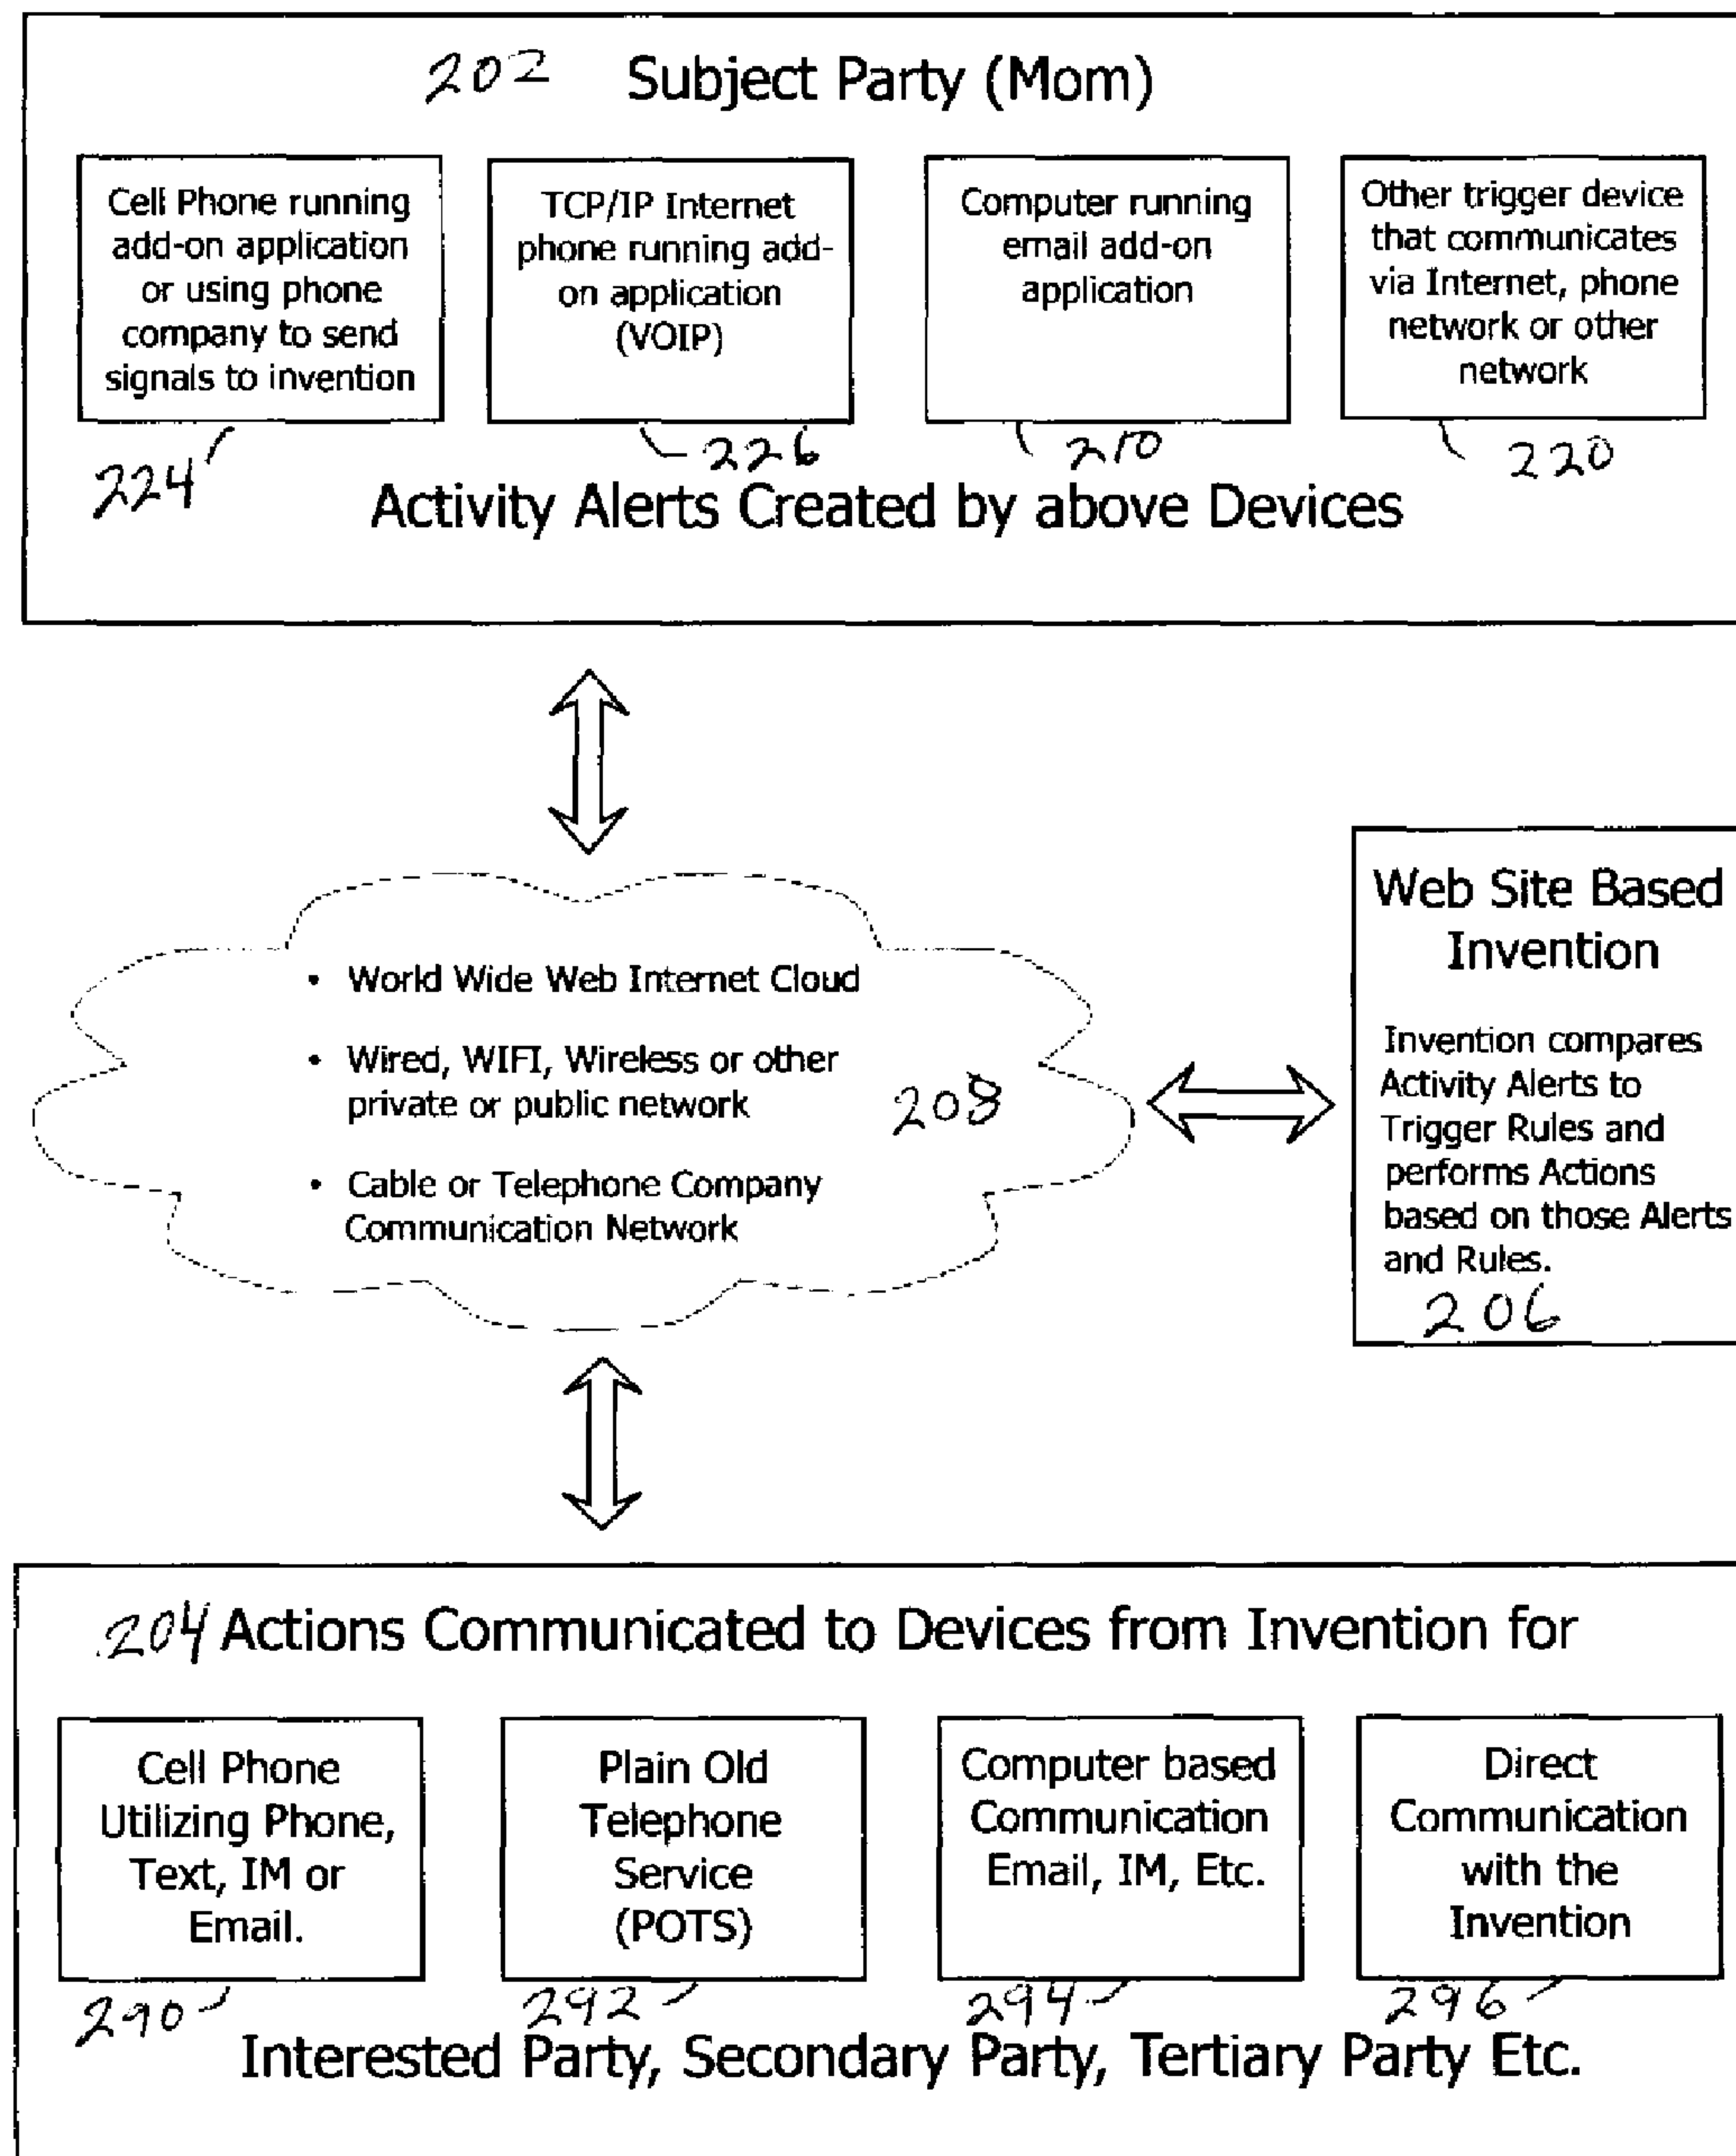 202 Subject Party (Mom)
Cell Phone running
add-on application
or using phone
company to send
signals to invention
TCP/IP Internet
phone running add-
on application
(VOIP)
Computer running
email add-on
application
Other trigger device
that communicates
via Internet, phone
network or other
network
224
226
210
220
Activity Alerts Created by above Devices
• World Wide Web Internet Cloud
• Wired, WIFI, Wireless or other
private or public network
208
• Cable or Telephone Company
Communication Network
Web Site Based
Invention
Invention compares
Activity Alerts to
Trigger Rules and
performs Actions
based on those Alerts
and Rules.
206
204 Actions Communicated to Devices from Invention for
Cell Phone
Utilizing Phone,
Text, IM or
Email.
Plain Old
Telephone
Service
(POTS)
Computer based
Communication
Email, IM, Etc.
Direct
Communication
with the
Invention
290
292
294
296
Interested Party, Secondary Party, Tertiary Party Etc.